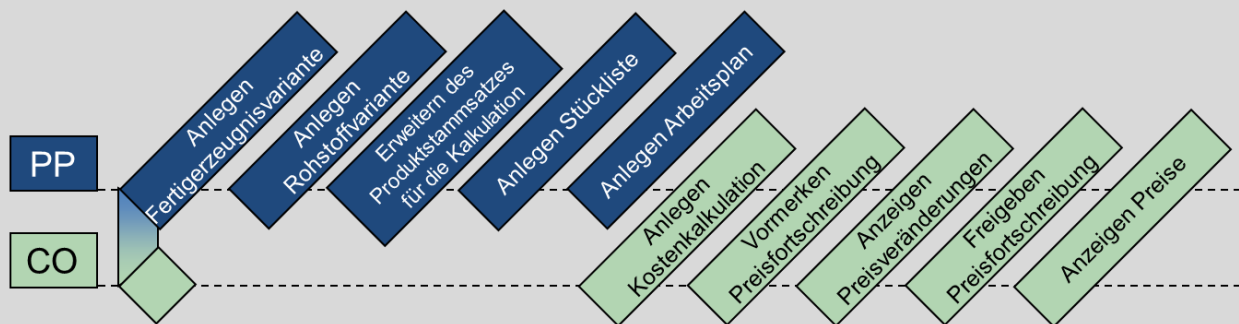 PP
Anlegen
Fertigerzeugnisvariante
Anlegen
Rohstoffvariante
Erweitern des
Produktstammsatzes
für die Kalkulation
Anlegen Stückliste
Anlegen Arbeitsplan
CO
Anlegen
Kostenkalkulation
Vormerken
Preisfortschreibung
Anzeigen
Preisveränderungen
Freigeben
Preisfortschreibung
Anzeigen Preise